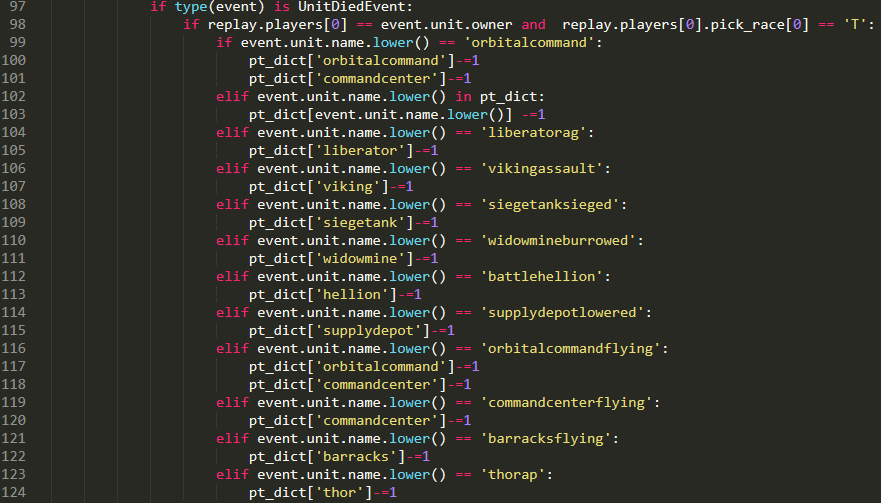 97 if type(event) is UnitDiedEvent:
98 if replay.players[0] == event.unit.owner and  replay.players[0].pick_race[0] == 'T':
99 if event.unit.name.lower() == 'orbitalcommand':
100 pt_dict['orbitalcommand']-=1
101 pt_dict['commandcenter']-=1
102 elif event.unit.name.lower() in pt_dict:
103 pt_dict[event.unit.name.lower()] -=1
104 elif event.unit.name.lower() == 'liberatorag':
105 pt_dict['liberator']-=1
106 elif event.unit.name.lower() == 'vikingassault':
107 pt_dict['viking']-=1
108 elif event.unit.name.lower() == 'siegetanksieged':
109 pt_dict['siegetank']-=1
110 elif event.unit.name.lower() == 'widowmineburrowed':
111 pt_dict['widowmine']-=1
112 elif event.unit.name.lower() == 'battlehellion':
113 pt_dict['hellion']-=1
114 elif event.unit.name.lower() == 'supplydepotlowered':
115 pt_dict['supplydepot']-=1
116 elif event.unit.name.lower() == 'orbitalcommandflying':
117 pt_dict['orbitalcommand']-=1
118 pt_dict['commandcenter']-=1
119 elif event.unit.name.lower() == 'commandcenterflying':
120 pt_dict['commandcenter']-=1
121 elif event.unit.name.lower() == 'barracksflying':
122 pt_dict['barracks']-=1
123 elif event.unit.name.lower() == 'thorap':
124 pt_dict['thor']-=1